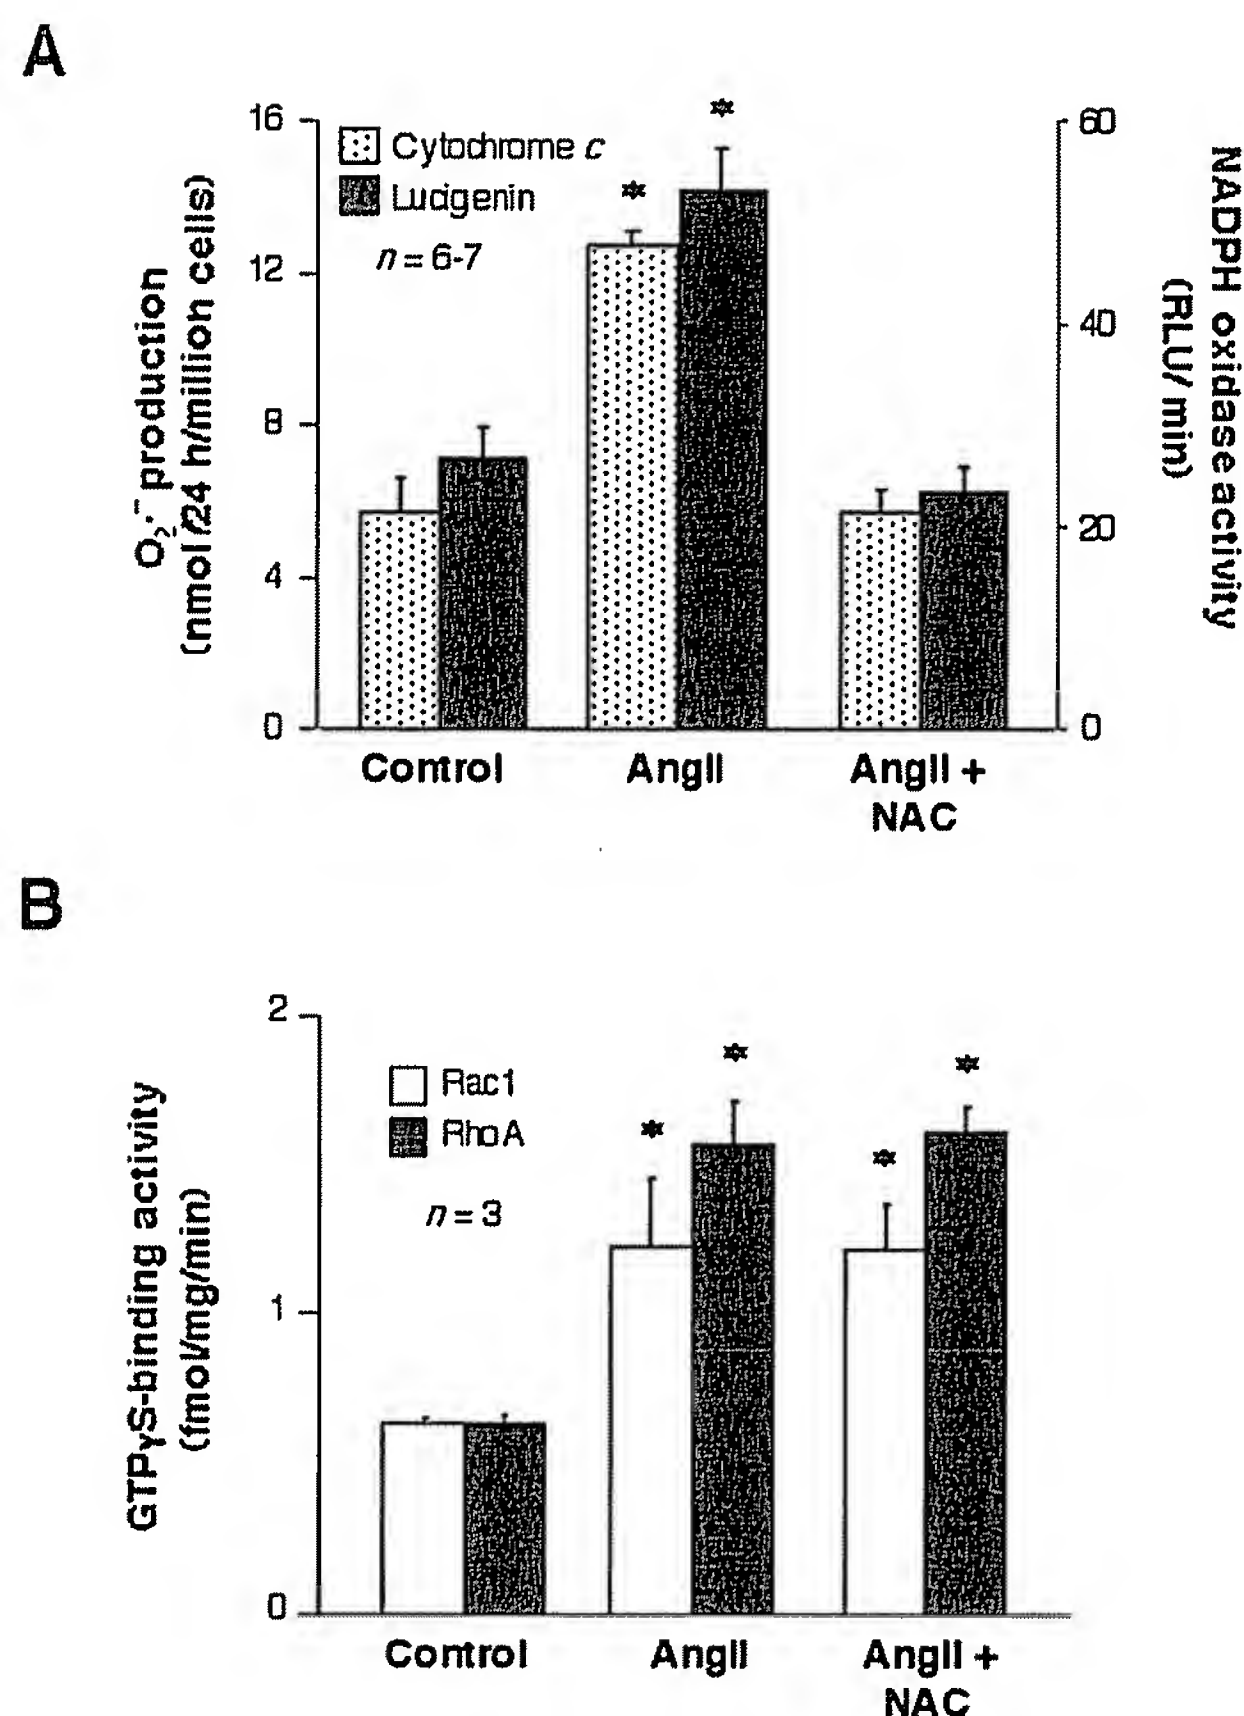 A
16
12
8
4
0
O₂·⁻ production
(nmol/24 h/million cells)
Cytochrome c
Lucigenin
n = 6-7
*
*
60
40
20
0
NADPH oxidase activity
(RLU/ min)
Control
AngII
AngII +
NAC
B
2
1
0
GTPγS-binding activity
(fmol/mg/min)
Rac1
RhoA
n = 3
*
*
*
*
Control
AngII
AngII +
NAC